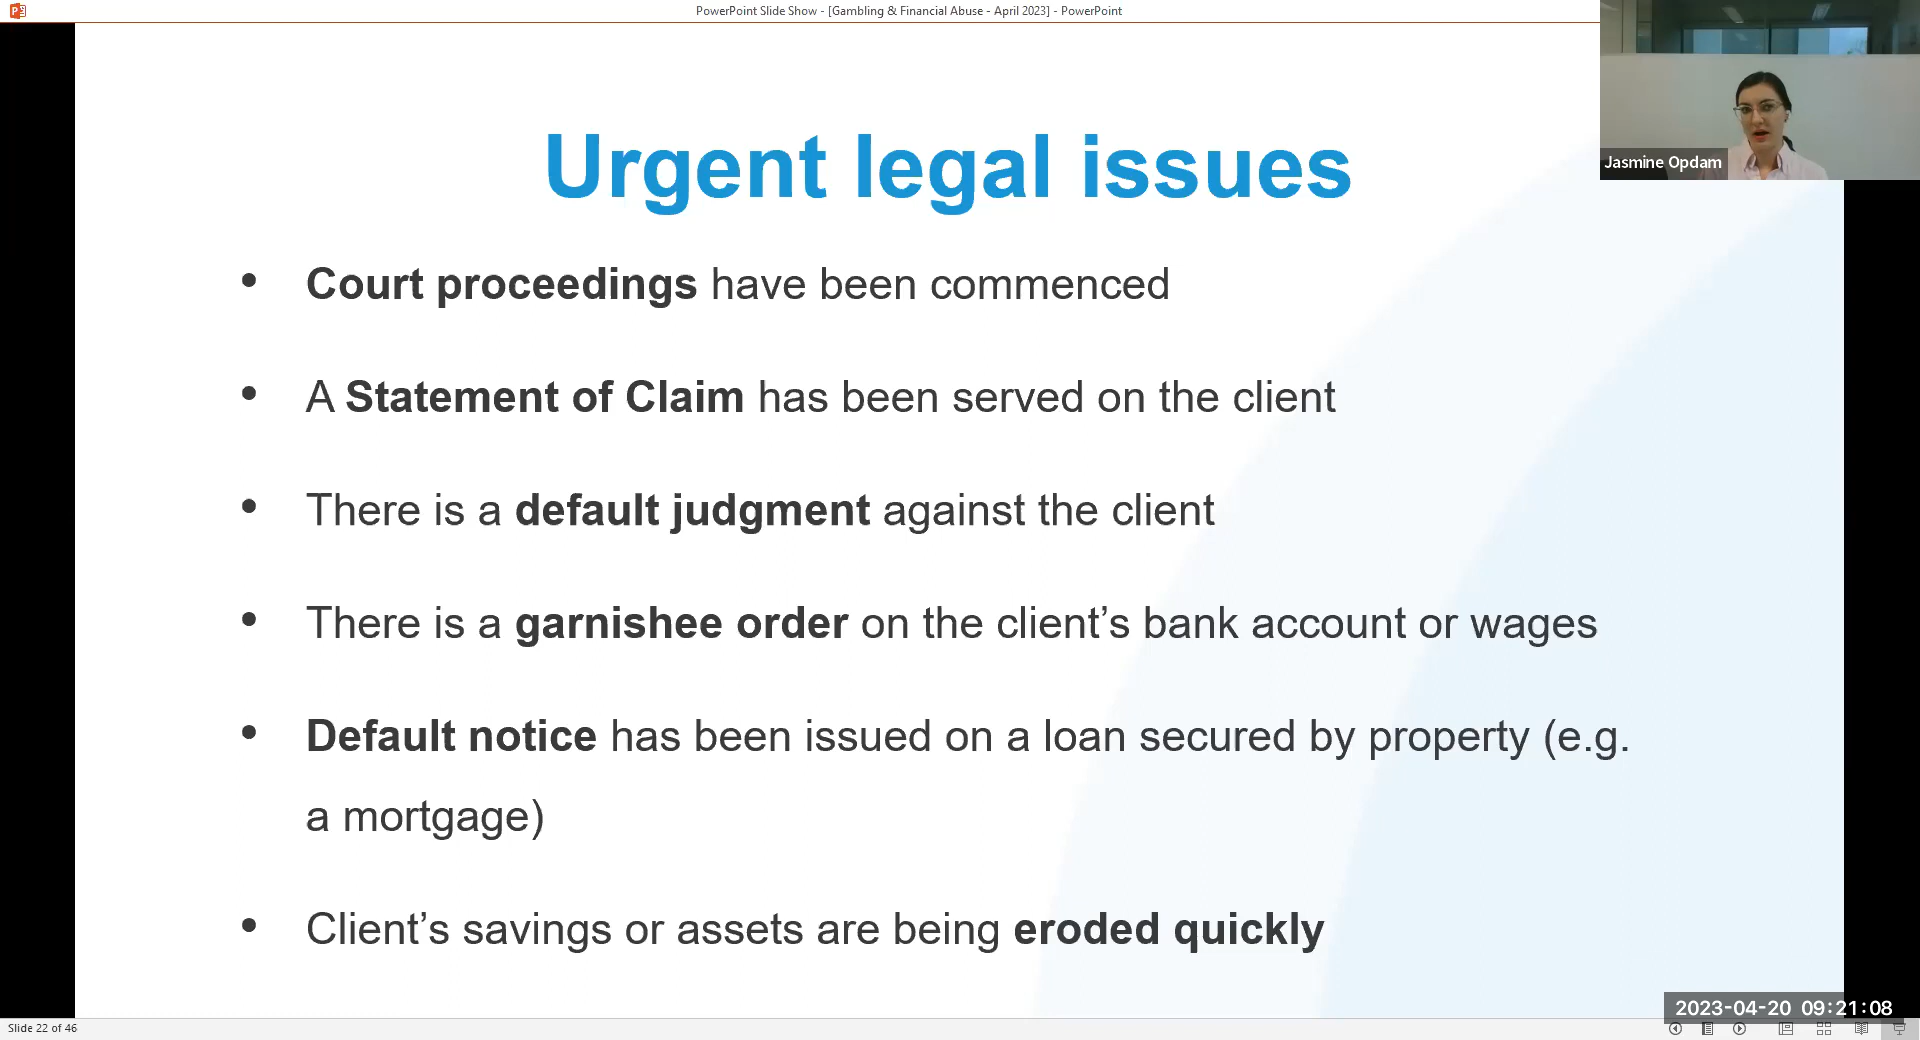 PowerPoint Slide Show - [Gambling & Financial Abuse - April 2023] - PowerPoint
Jasmine Opdam
Urgent legal issues
• Court proceedings have been commenced
• A Statement of Claim has been served on the client
• There is a default judgment against the client
• There is a garnishee order on the client’s bank account or wages
• Default notice has been issued on a loan secured by property (e.g.
a mortgage)
• Client’s savings or assets are being eroded quickly
2023-04-20 09:21:08
Slide 22 of 46